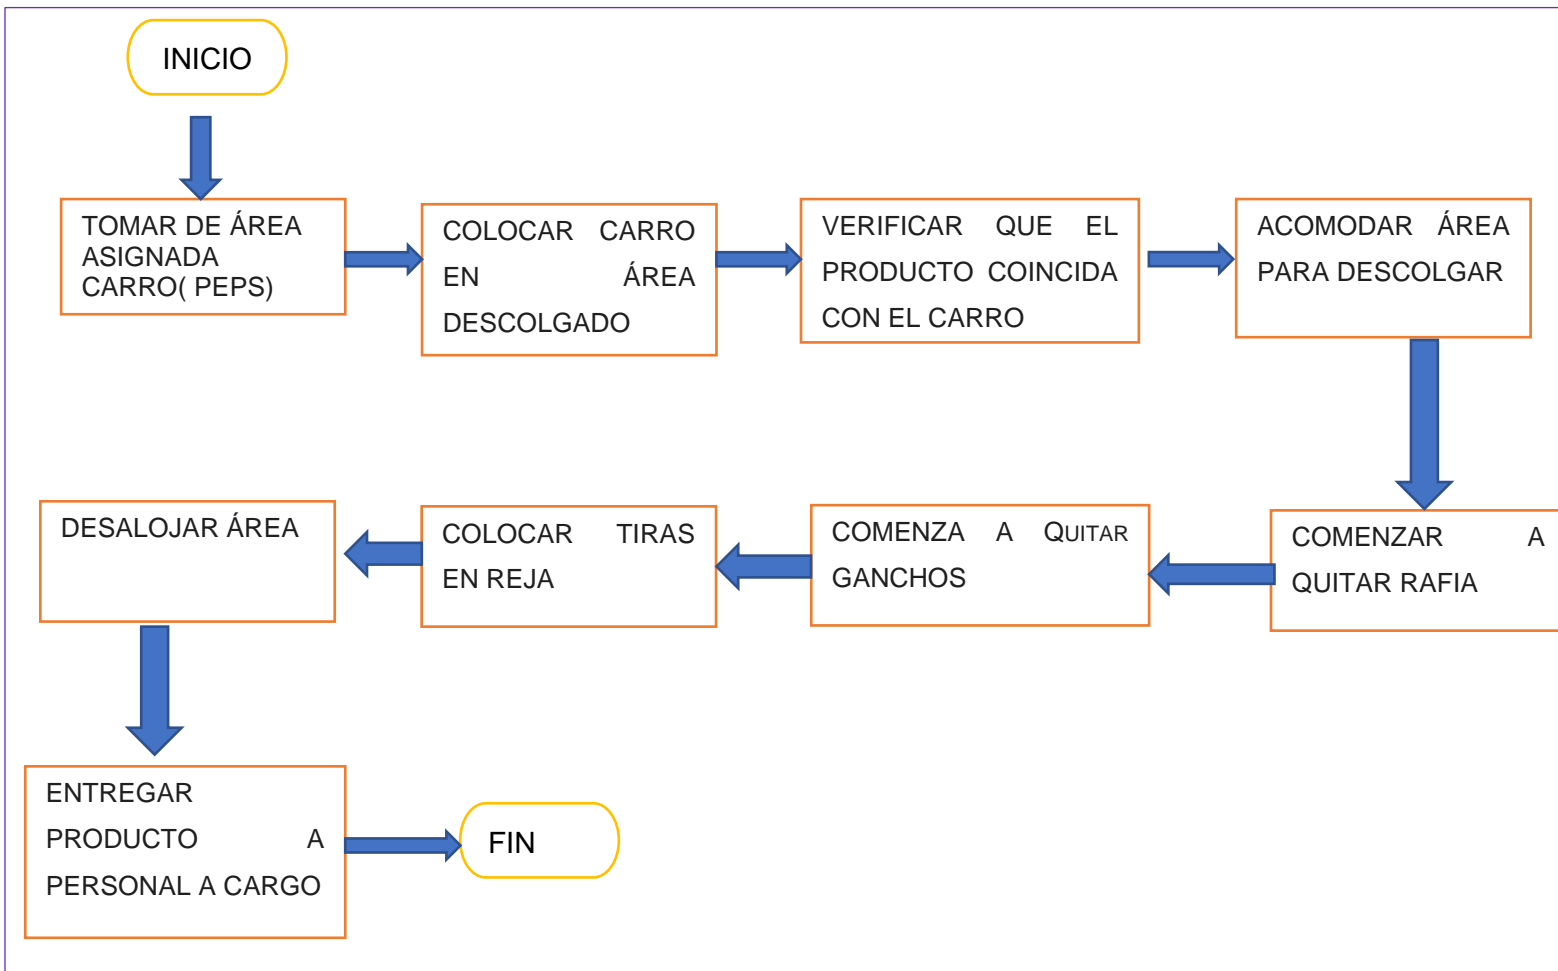 INICIO
TOMAR DE ÁREA
ASIGNADA
CARRO( PEPS)
COLOCAR CARRO
EN ÁREA
DESCOLGADO
VERIFICAR QUE EL
PRODUCTO COINCIDA
CON EL CARRO
ACOMODAR ÁREA
PARA DESCOLGAR
COMENZAR A
QUITAR RAFIA
COMENZA A QUITAR
GANCHOS
COLOCAR TIRAS
EN REJA
DESALOJAR ÁREA
ENTREGAR
PRODUCTO A
PERSONAL A CARGO
FIN